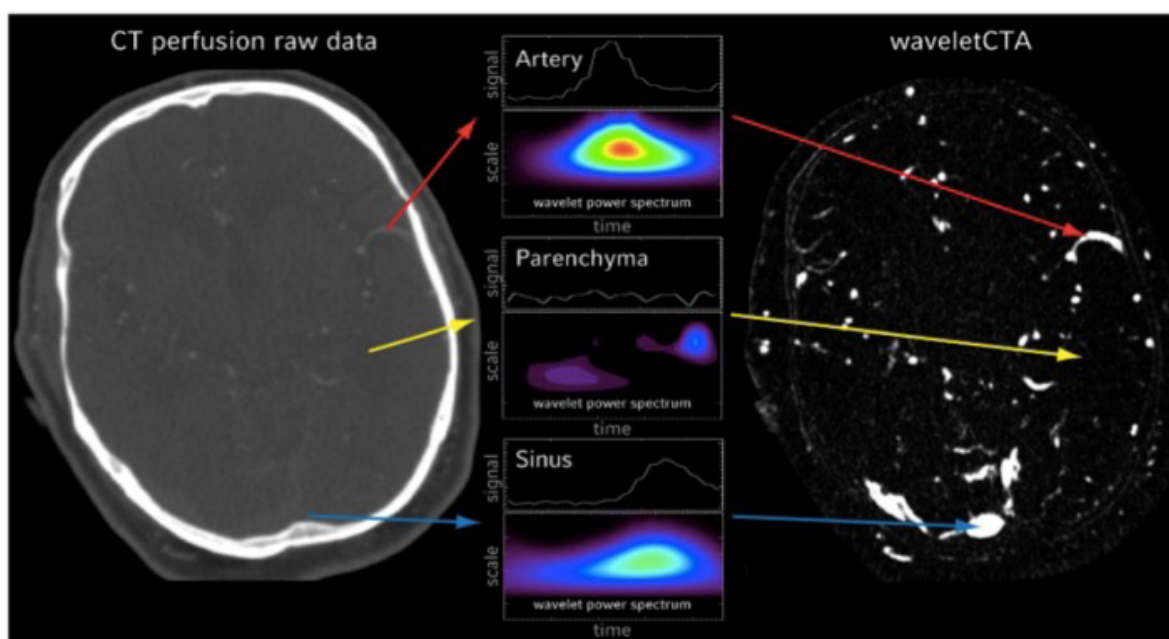 CT perfusion raw data
waveletCTA
Artery
signal
scale
wavelet power spectrum
time
Parenchyma
signal
scale
wavelet power spectrum
time
Sinus
signal
scale
wavelet power spectrum
time